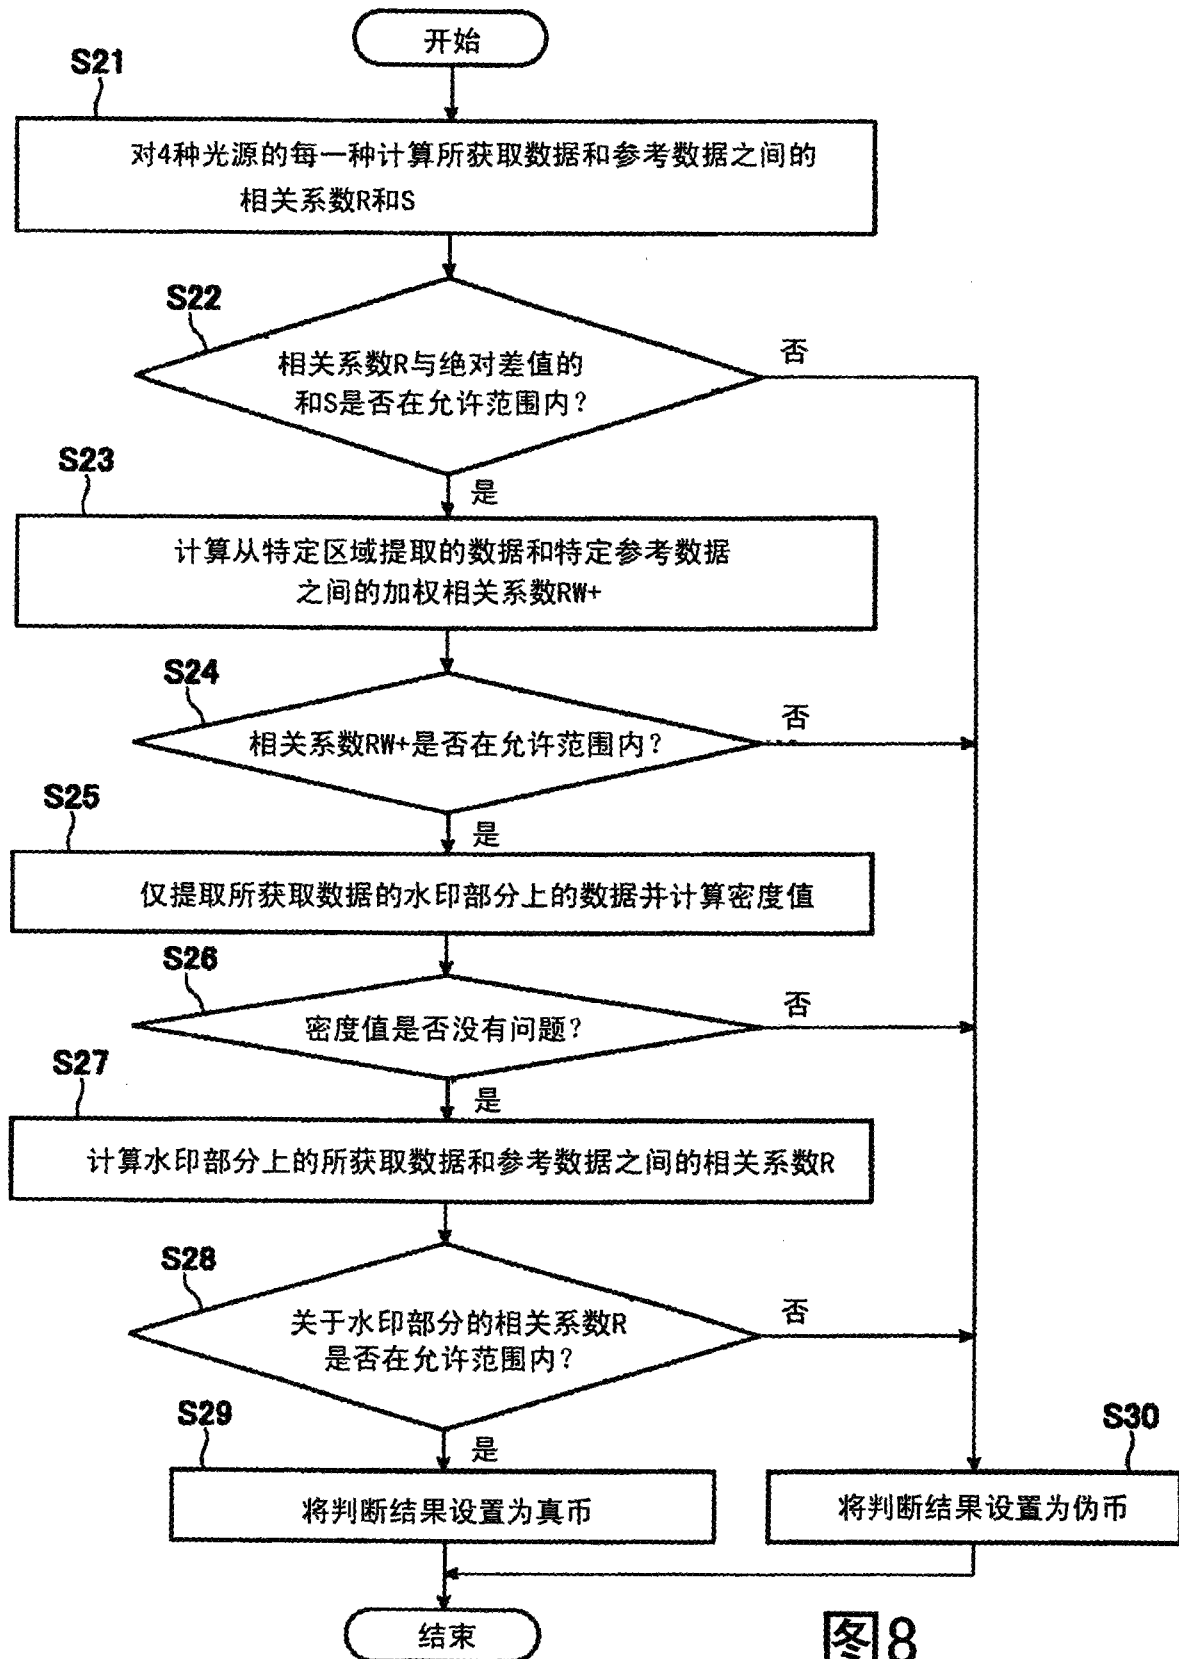 开始
S21
对4种光源的每一种计算所获取数据和参考数据之间的
相关系数R和S
S22
相关系数R与绝对差值的
和S是否在允许范围内?
否
是
S23
计算从特定区域提取的数据和特定参考数据
之间的加权相关系数RW+
S24
相关系数RW+是否在允许范围内?
否
是
S25
仅提取所获取数据的水印部分上的数据并计算密度值
S26
密度值是否没有问题?
否
是
S27
计算水印部分上的所获取数据和参考数据之间的相关系数R
S28
关于水印部分的相关系数R
是否在允许范围内?
否
是
S29
将判断结果设置为真币
S30
将判断结果设置为伪币
结束
图8